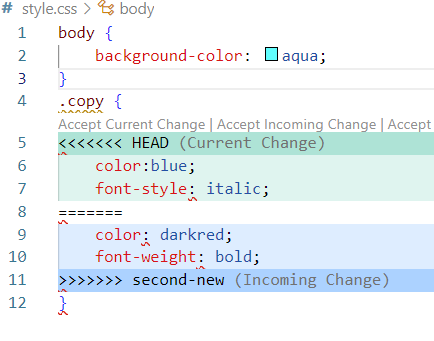 # style.css > body
1 body {
2 background-color: aqua;
3 }
4 .copy {
Accept Current Change | Accept Incoming Change | Accept
5 <<<<<<< HEAD (Current Change)
6 color:blue;
7 font-style: italic;
8 =======
9 color: darkred;
10 font-weight: bold;
11 >>>>>>> second-new (Incoming Change)
12 }